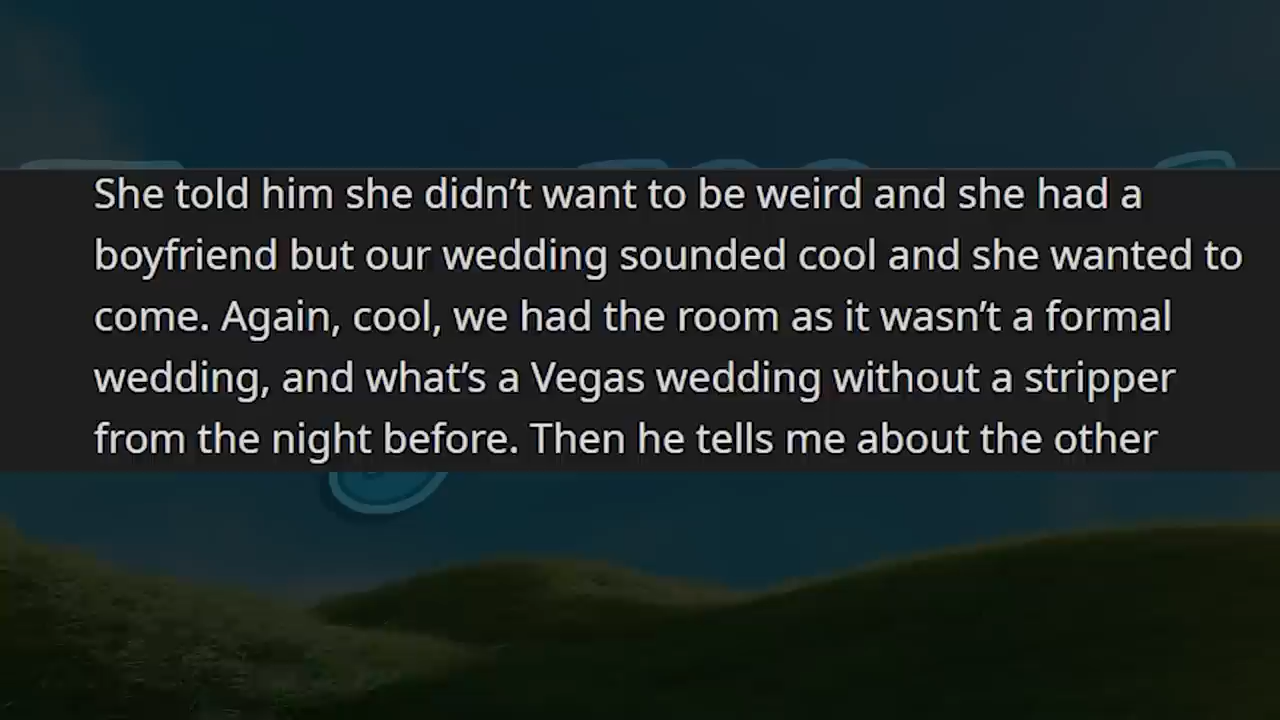 She told him she didn’t want to be weird and she had a
boyfriend but our wedding sounded cool and she wanted to
come. Again, cool, we had the room as it wasn’t a formal
wedding, and what’s a Vegas wedding without a stripper
from the night before. Then he tells me about the other